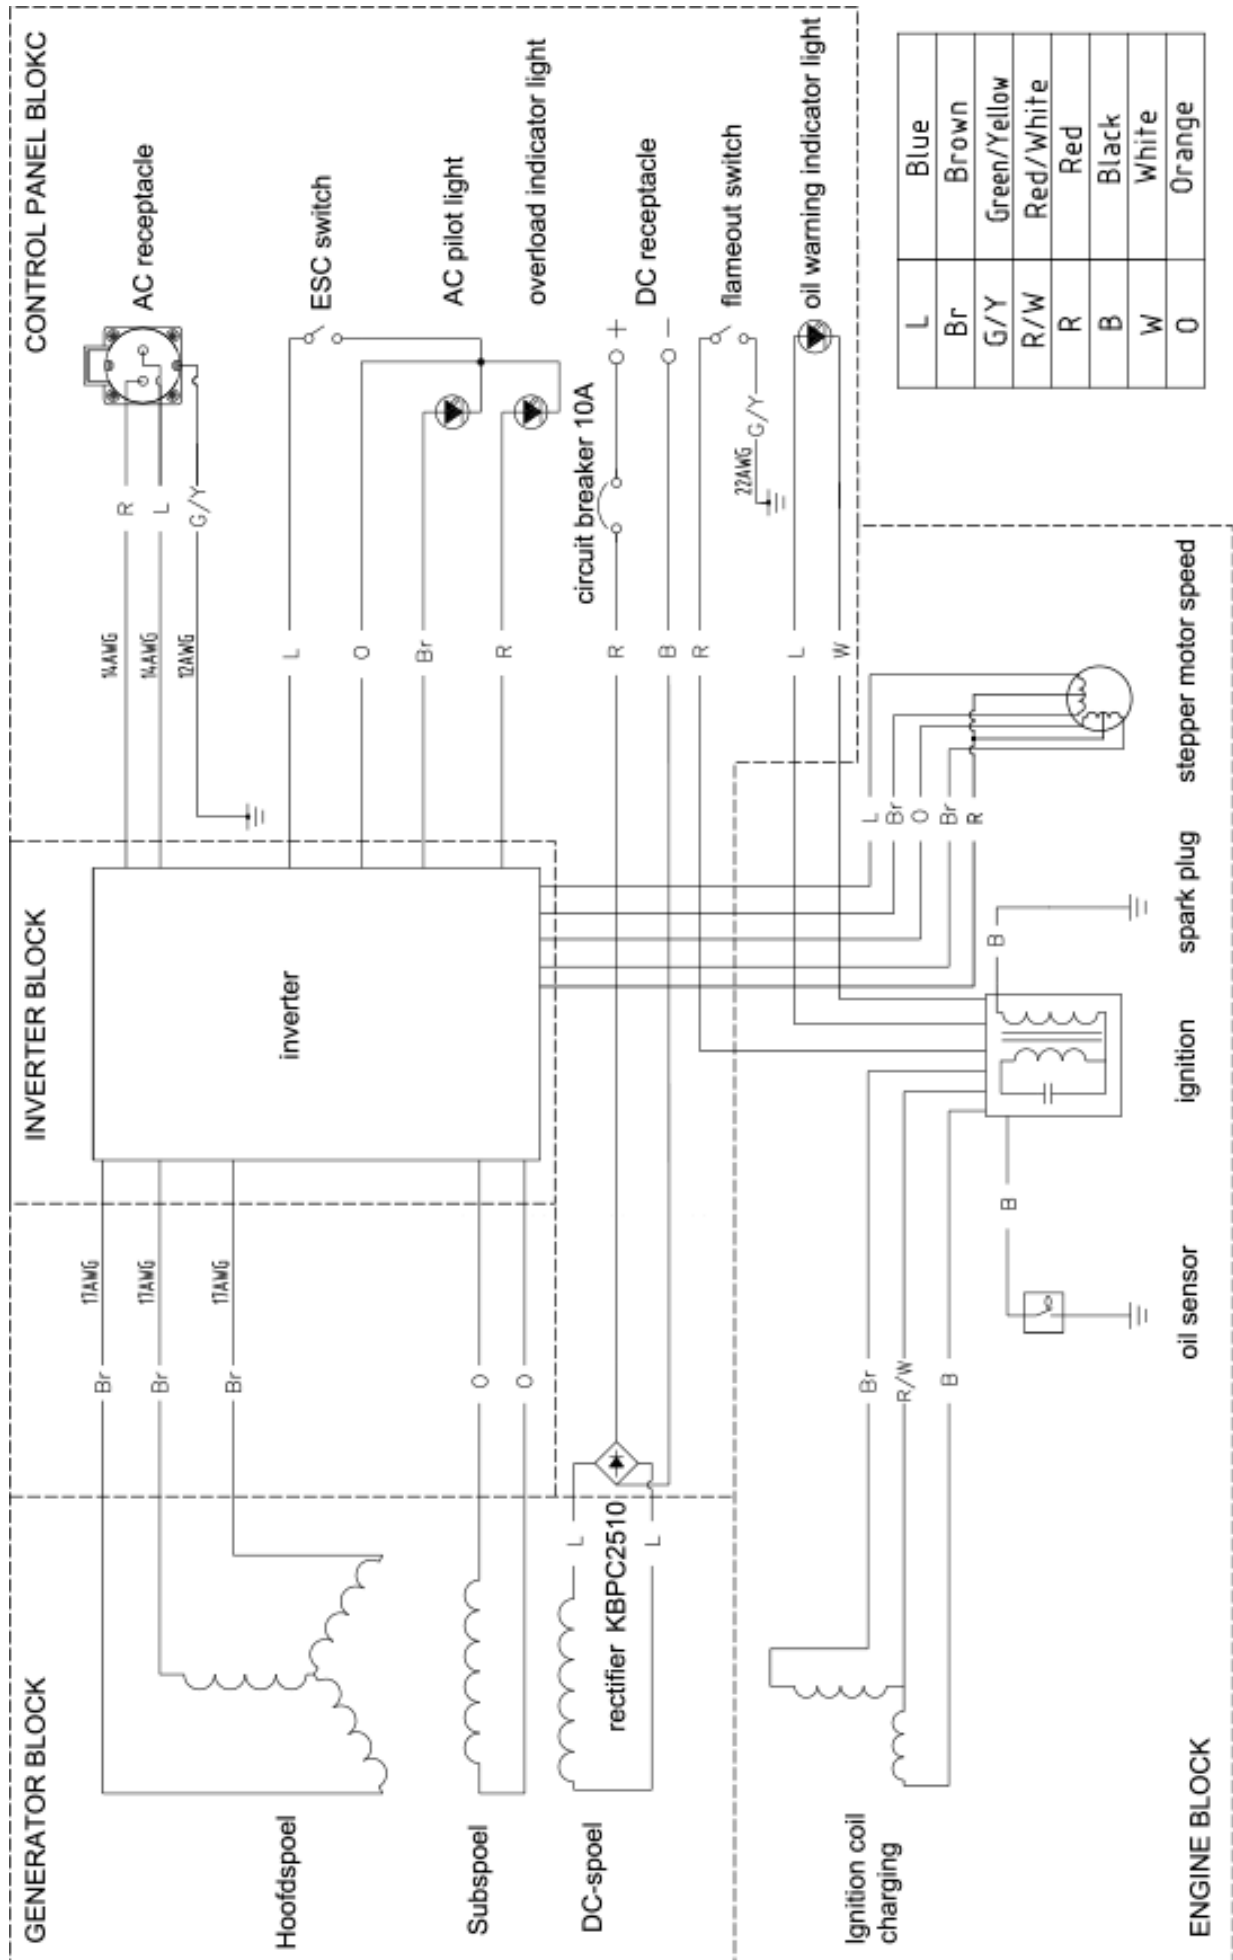 GENERATOR BLOCK
INVERTER BLOCK
CONTROL PANEL BLOKC
Hoofdspoel
Br
17AWG
Br
17AWG
Br
17AWG
inverter
14AWG
R
14AWG
L
12AWG
G/Y
AC receptacle
L
ESC switch
Subspoel
O
O
O
Br
AC pilot light
R
overload indicator light
DC-spoel
L
L
rectifier KBPC2510
R
circuit breaker 10A
+
DC receptacle
B
−
R
flameout switch
22AWG
G/Y
L
W
oil warning indicator light
Ignition coil
charging
Br
R/W
B
B
B
L
Br
O
Br
R
oil sensor
ignition
spark plug
stepper motor speed
ENGINE BLOCK
L Blue
Br Brown
G/Y Green/Yellow
R/W Red/White
R Red
B Black
W White
O Orange